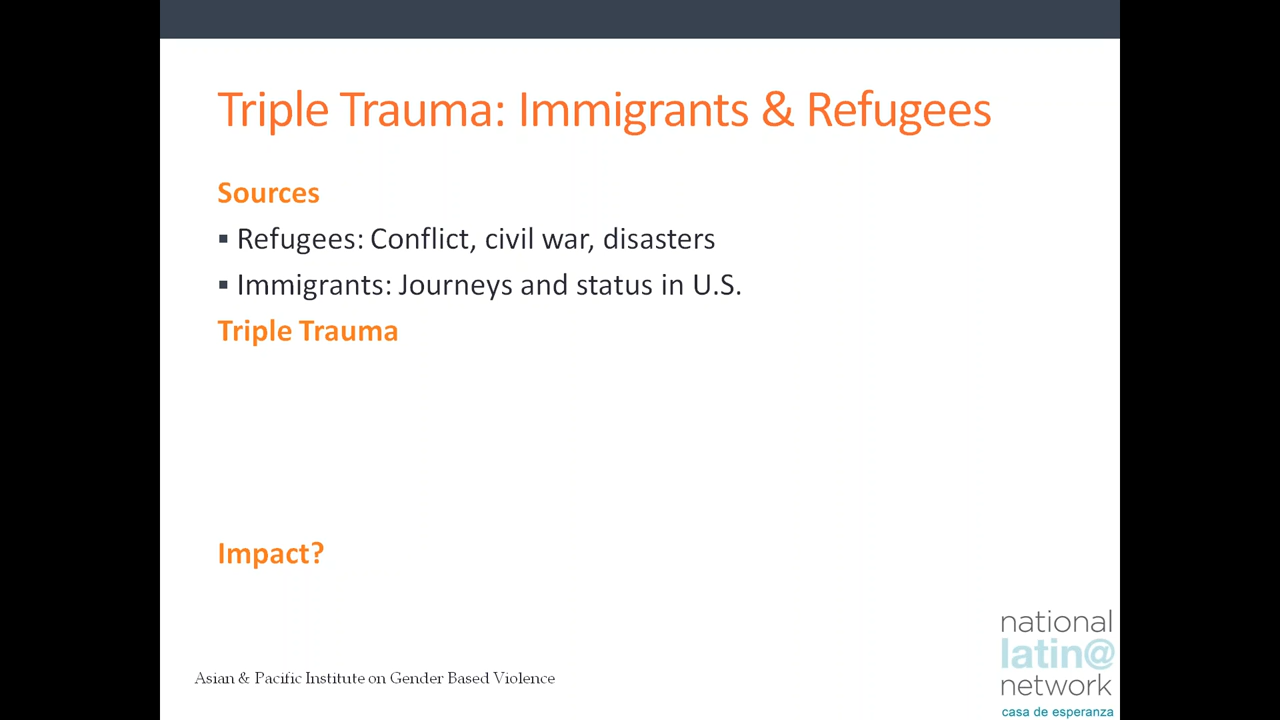 Triple Trauma: Immigrants & Refugees
Sources
▪ Refugees: Conflict, civil war, disasters
▪ Immigrants: Journeys and status in U.S.
Triple Trauma
Impact?
Asian & Pacific Institute on Gender Based Violence
national
latin@
network
casa de esperanza